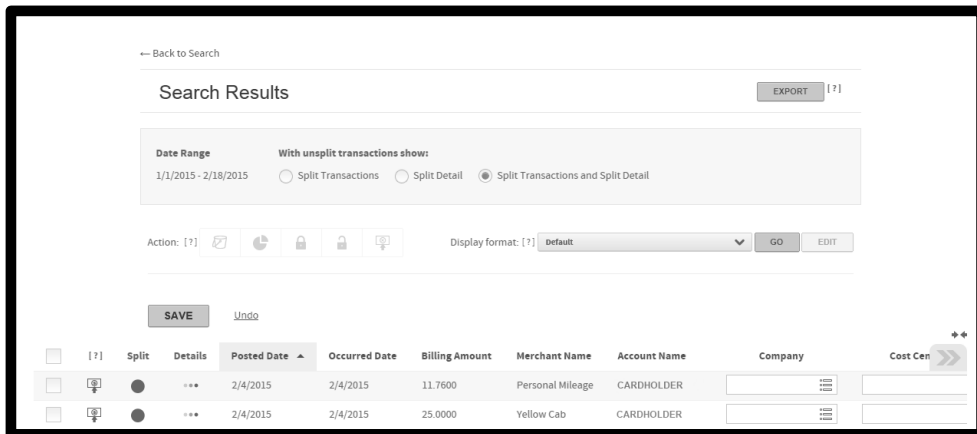 ← Back to Search
Search Results
EXPORT [?]
Date Range With unsplit transactions show:
1/1/2015 - 2/18/2015 Split Transactions Split Detail Split Transactions and Split Detail
Action: [?] Display format: [?] Default GO EDIT
SAVE Undo
[?] Split Details Posted Date Occurred Date Billing Amount Merchant Name Account Name Company Cost Cen
2/4/2015 2/4/2015 11.7600 Personal Mileage CARDHOLDER
2/4/2015 2/4/2015 25.0000 Yellow Cab CARDHOLDER